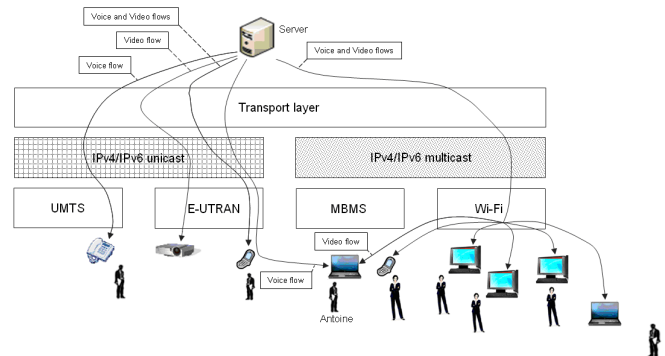 Voice and Video flows
Server
Video flow
Voice and Video flows
Voice flow
Transport layer
IPv4/IPv6 unicast
IPv4/IPv6 multicast
UMTS
E-UTRAN
MBMS
Wi-Fi
Video flow
Voice flow
Antoine